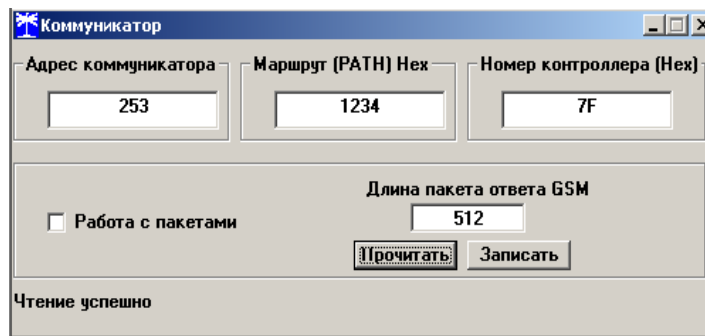 Коммуникатор
Адрес коммуникатора Маршрут (PATH) Hex Номер контроллера (Hex)
253 1234 7F
Длина пакета ответа GSM
Работа с пакетами 512
Прочитать Записать
Чтение успешно